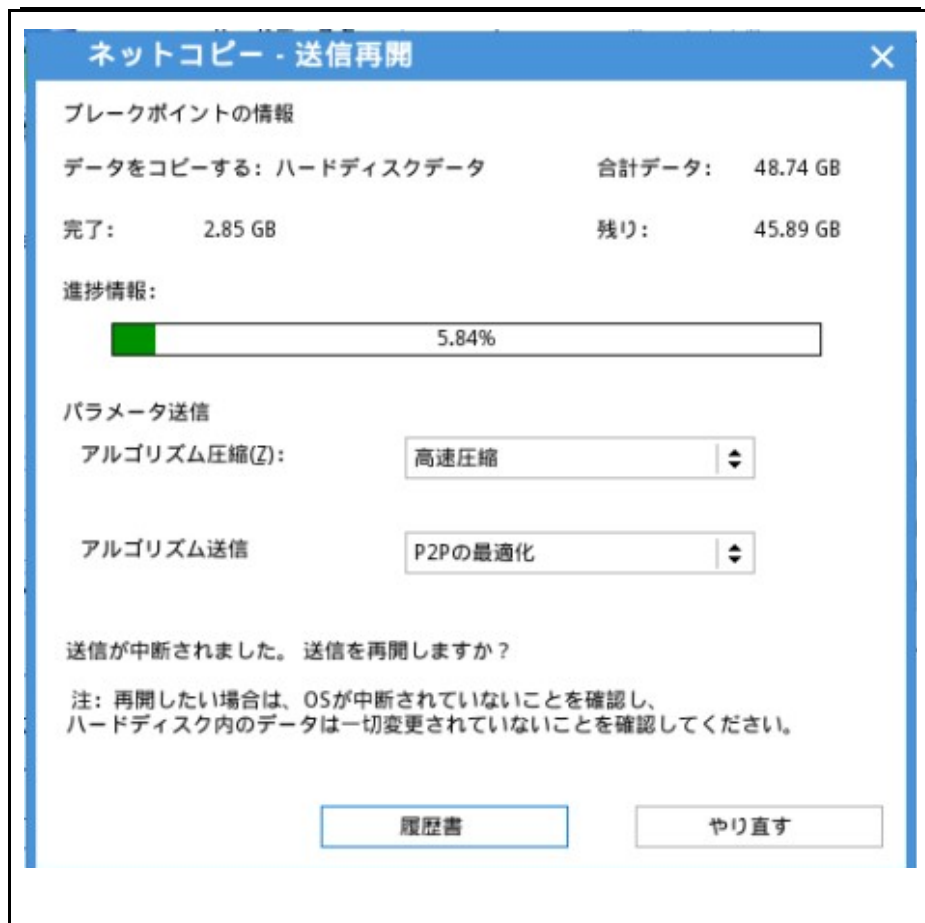 ネットコピー - 送信再開
ブレークポイントの情報
データをコピーする: ハードディスクデータ 合計データ: 48.74 GB
完了: 2.85 GB 残り: 45.89 GB
進捗情報:
5.84%
パラメータ送信
アルゴリズム圧縮(Z): 高速圧縮
アルゴリズム送信 P2Pの最適化
送信が中断されました。 送信を再開しますか？
注: 再開したい場合は、OSが中断されていないことを確認し、
ハードディスク内のデータは一切変更されていないことを確認してください。
履歴書 やり直す